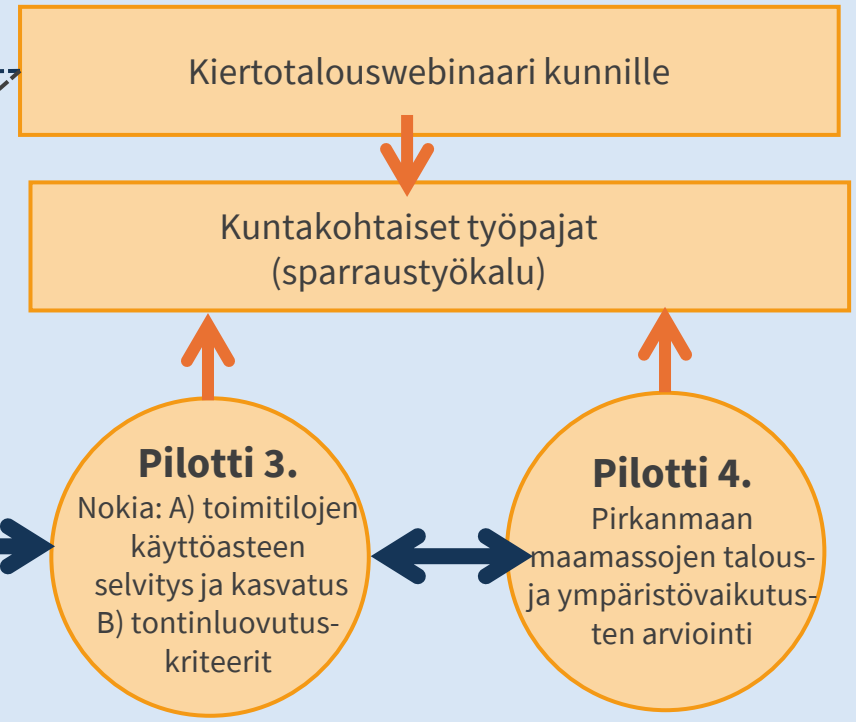 Kiertotalouswebinaari kunnille
Kuntakohtaiset työpajat
(sparraustyökalu)
Pilotti 3.
Nokia: A) toimitilojen
käyttöasteen
selvitys ja kasvatus
B) tontinluovutus-
kriteerit
Pilotti 4.
Pirkanmaan
maamassojen talous-
ja ympäristövaikutus-
ten arviointi